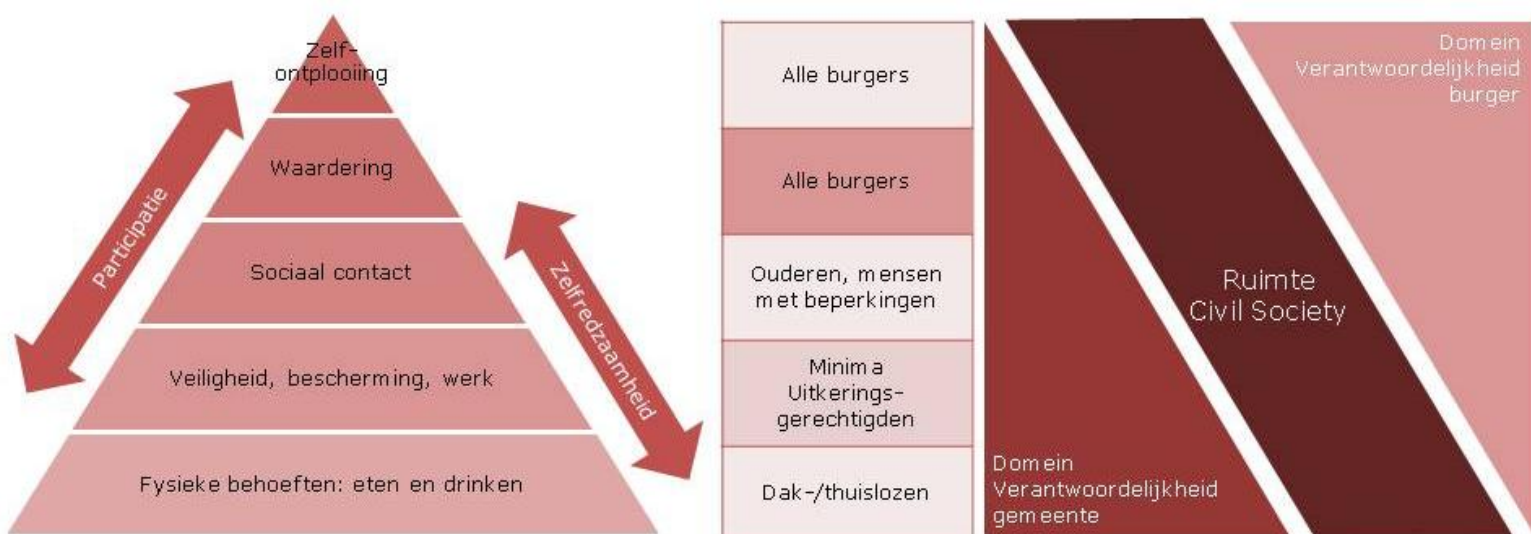 Zelf-
ontplooiing
Waardering
Sociaal contact
Veiligheid, bescherming, werk
Fysieke behoeften: eten en drinken
Participatie
Zelfredzaamheid
Alle burgers
Alle burgers
Ouderen, mensen
met beperkingen
Minima
Uitkerings-
gerechtigden
Dak-/thuislozen
Domein
Verantwoordelijkheid
burger
Ruimte
Civil Society
Domein
Verantwoordelijkheid
gemeente